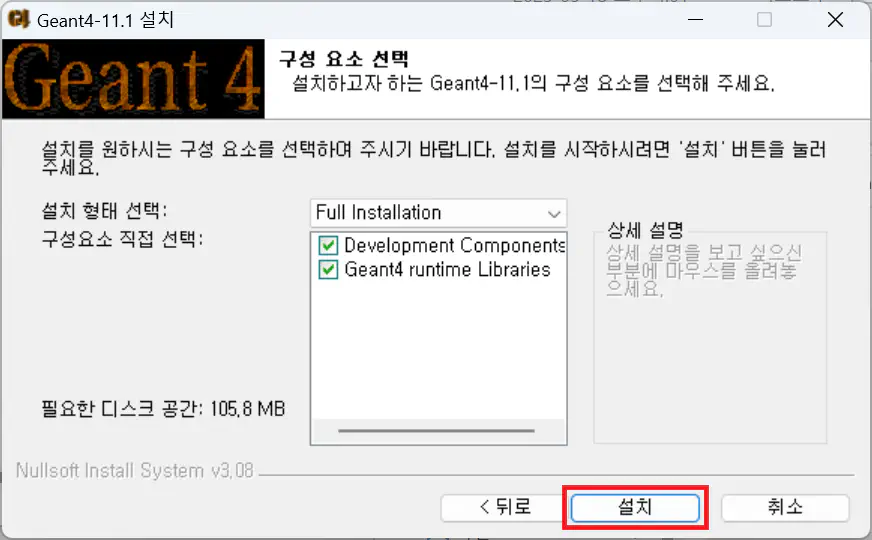 Geant4-11.1 설치
Geant 4
구성 요소 선택
설치하고자 하는 Geant4-11.1의 구성 요소를 선택해 주세요.
설치를 원하시는 구성 요소를 선택하여 주시기 바랍니다. 설치를 시작하시려면 '설치' 버튼을 눌러
주세요.
설치 형태 선택:
Full Installation
구성요소 직접 선택:
Development Components
Geant4 runtime Libraries
상세 설명
상세 설명을 보고 싶으신
부분에 마우스를 올려놓
으세요.
필요한 디스크 공간: 105.8 MB
Nullsoft Install System v3.08
< 뒤로
설치
취소